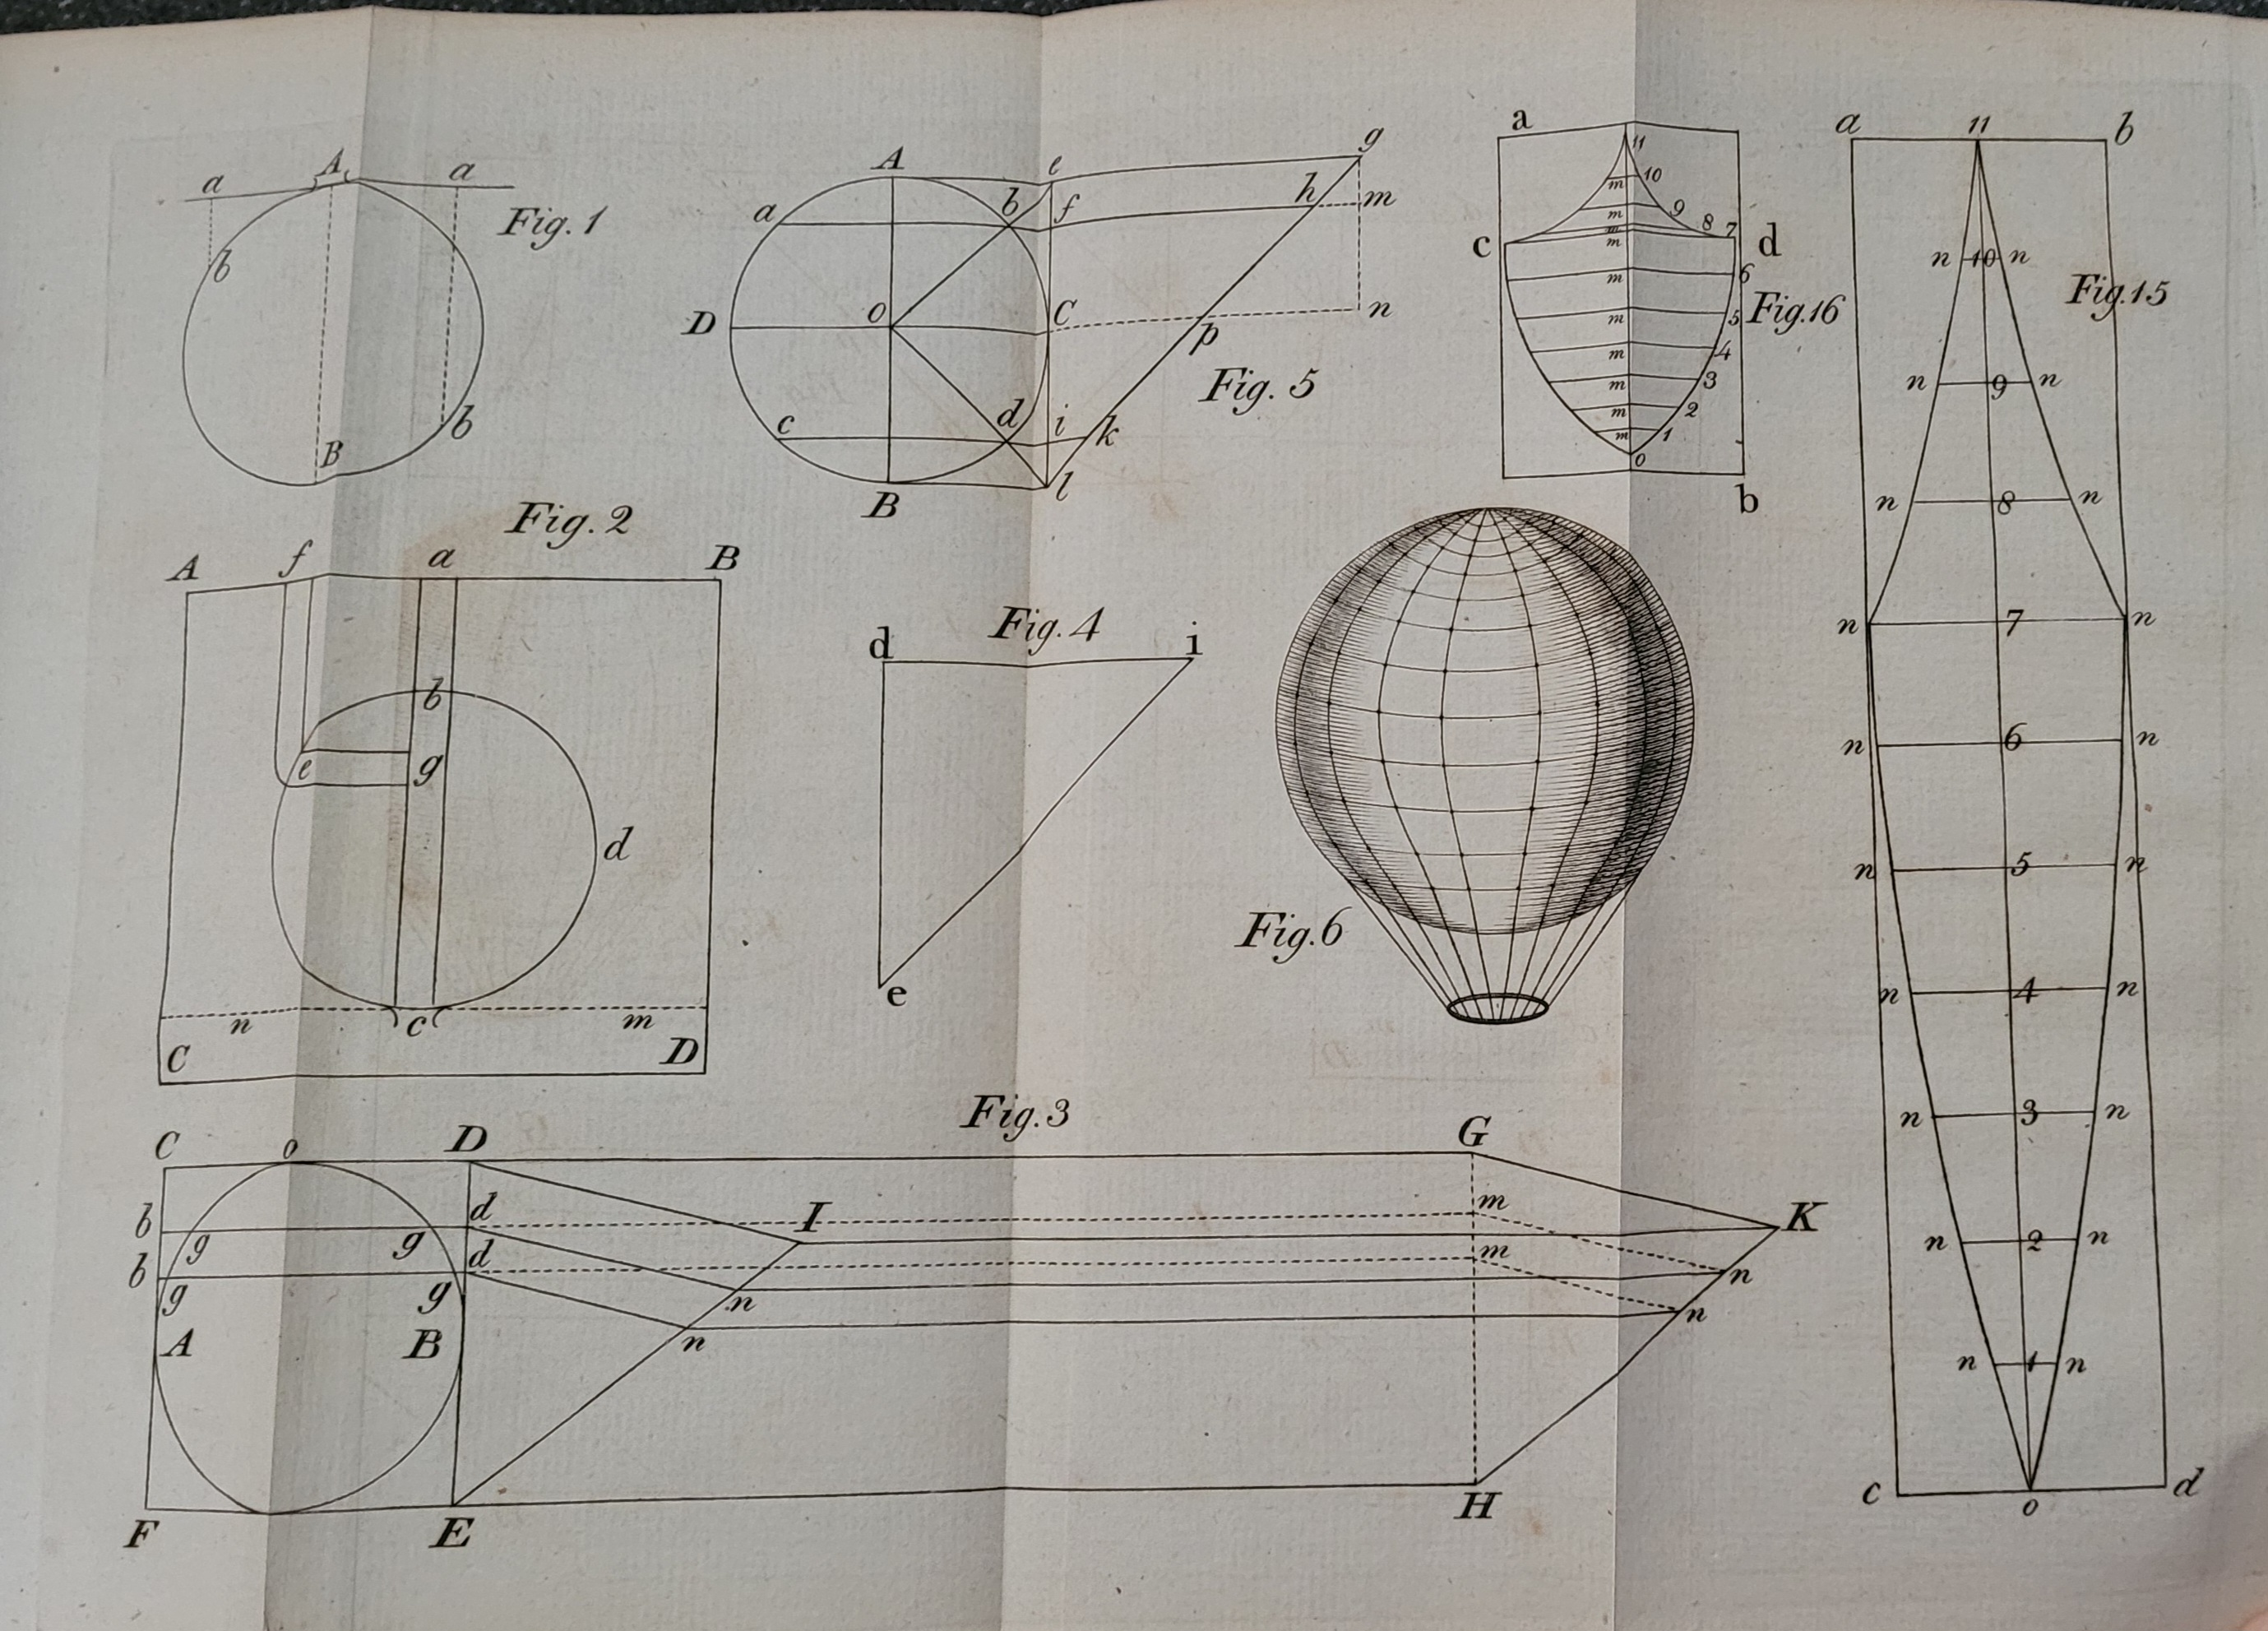 Fig. 1
a A a
b
b
B
Fig. 5
A e g
a b f h m
D o C n
p
c d i k
B l
Fig. 16
a
11
m 10
m 9
m 8
m 7
c d
m 6
m 5
m 4
m 3
m 2
m 1
o
b
Fig. 15
a 11 b
n 10 n
n 9 n
n 8 n
n 7 n
n 6 n
n 5 n
n 4 n
n 3 n
n 2 n
n 1 n
c o d
Fig. 2
A f a B
b
e g
d
n c m
C D
Fig. 4
d i
e
Fig. 6
Fig. 3
C o D G
b d I m K
g g
b d m
g g n n
n n
A B
F E H